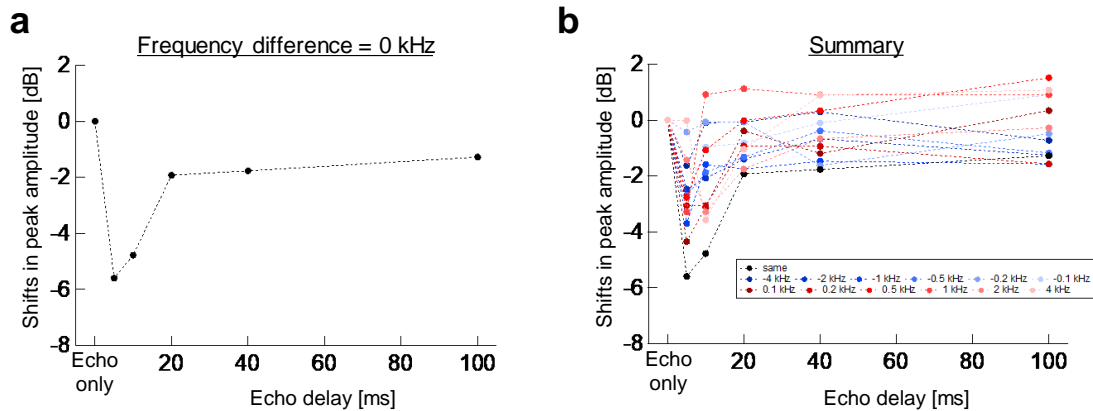 a
Frequency difference = 0 kHz
Shifts in peak amplitude [dB]
2
0
-2
-4
-6
-8
Echo only
20
40
60
80
100
Echo delay [ms]
b
Summary
Shifts in peak amplitude [dB]
2
0
-2
-4
-6
-8
same
-4 kHz -2 kHz -1 kHz -0.5 kHz -0.2 kHz -0.1 kHz
0.1 kHz 0.2 kHz 0.5 kHz 1 kHz 2 kHz 4 kHz
Echo only
20
40
60
80
100
Echo delay [ms]